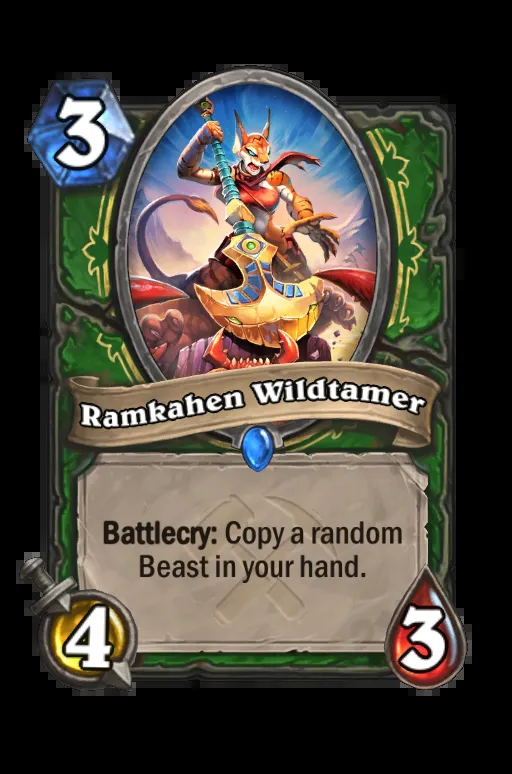 3
Ramkahen Wildtamer
Battlecry: Copy a random
Beast in your hand.
4
3